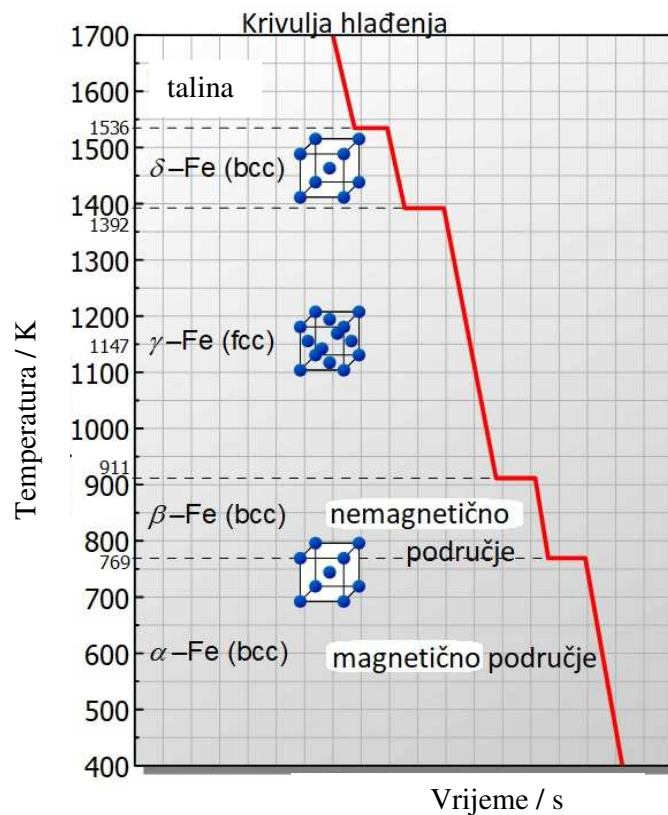 Krivulja hlađenja
1700
1600
talina
1536
1500
δ–Fe (bcc)
1400
1392
1300
1200
γ–Fe (fcc)
1147
1100
1000
911
900
β–Fe (bcc)
nemagnetično
područje
800
769
700
α–Fe (bcc)
magnetično područje
600
500
400
Temperatura / K
Vrijeme / s